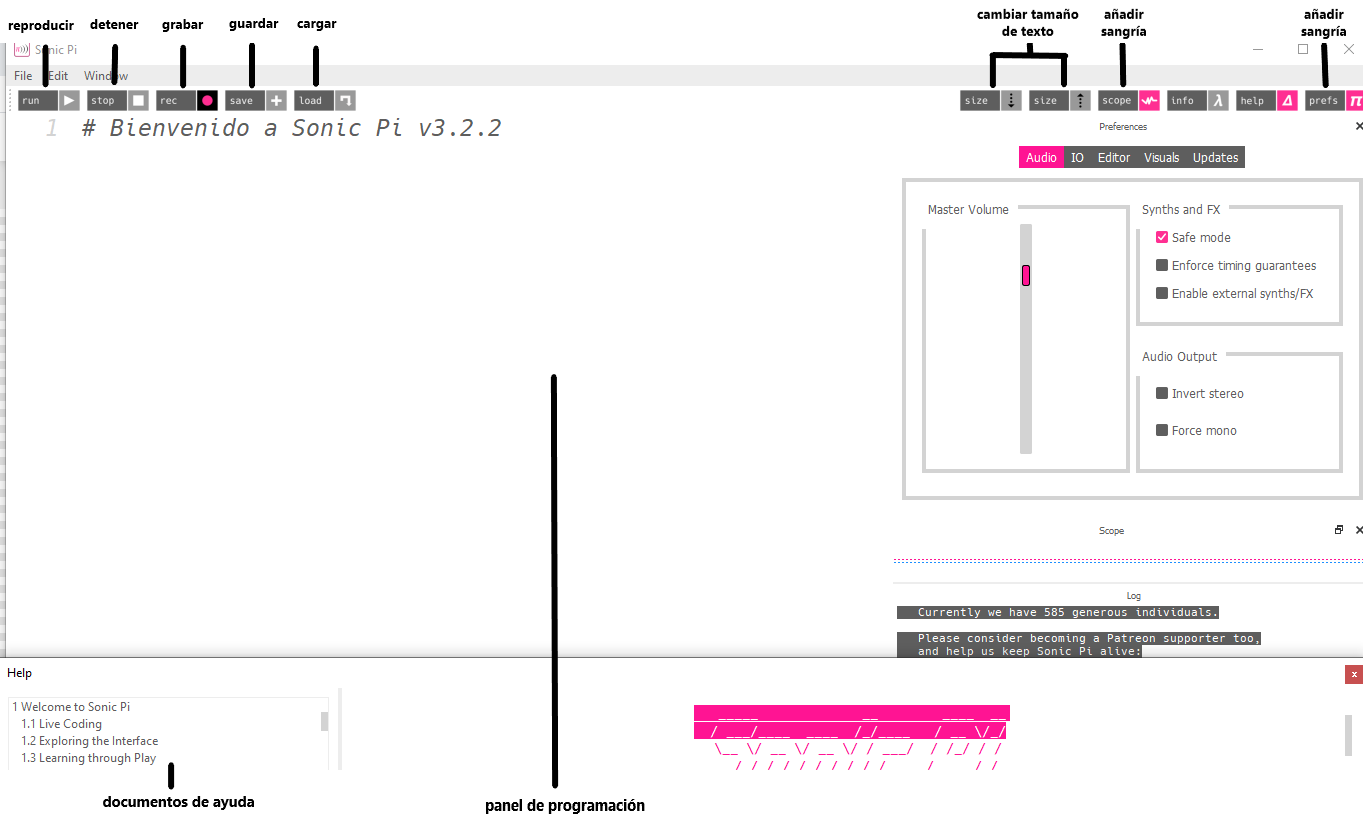 reproducir
detener
grabar
guardar
cargar
cambiar tamaño
de texto
añadir
sangría
añadir
sangría
Sonic Pi
File Edit Window
run
stop
rec
save
load
size
size
scope
info
help
prefs
1 # Bienvenido a Sonic Pi v3.2.2
Preferences
Audio IO Editor Visuals Updates
Master Volume
Synths and FX
Safe mode
Enforce timing guarantees
Enable external synths/FX
Audio Output
Invert stereo
Force mono
Scope
Log
Currently we have 585 generous individuals.
Please consider becoming a Patreon supporter too,
and help us keep Sonic Pi alive:
Help
1 Welcome to Sonic Pi
1.1 Live Coding
1.2 Exploring the Interface
1.3 Learning through Play
documentos de ayuda
panel de programación